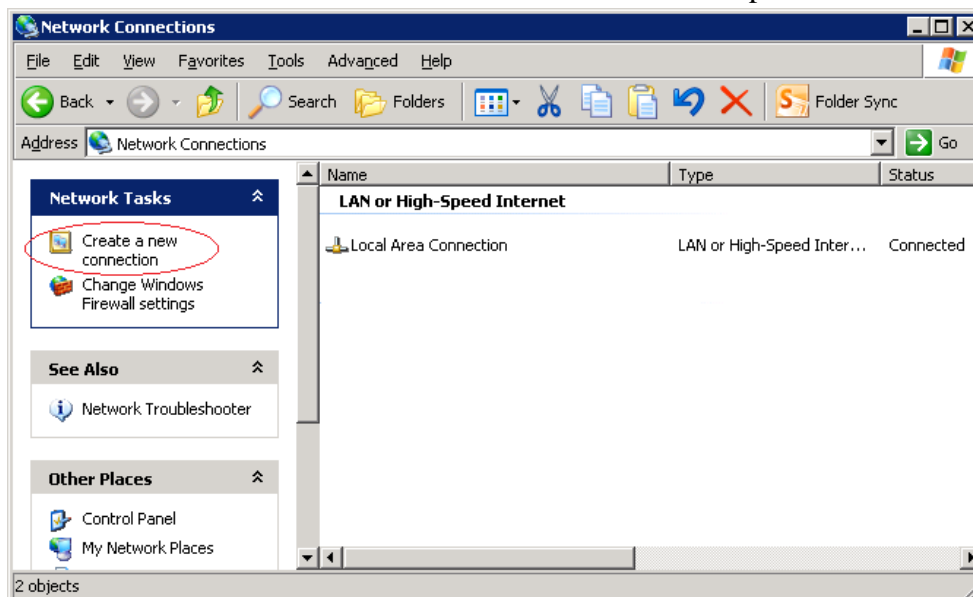 Network Connections
File Edit View Favorites Tools Advanced Help
Back Search Folders Folder Sync
Address Network Connections Go
Name Type Status
Network Tasks
LAN or High-Speed Internet
Create a new
connection
Local Area Connection LAN or High-Speed Inter... Connected
Change Windows
Firewall settings
See Also
Network Troubleshooter
Other Places
Control Panel
My Network Places
2 objects